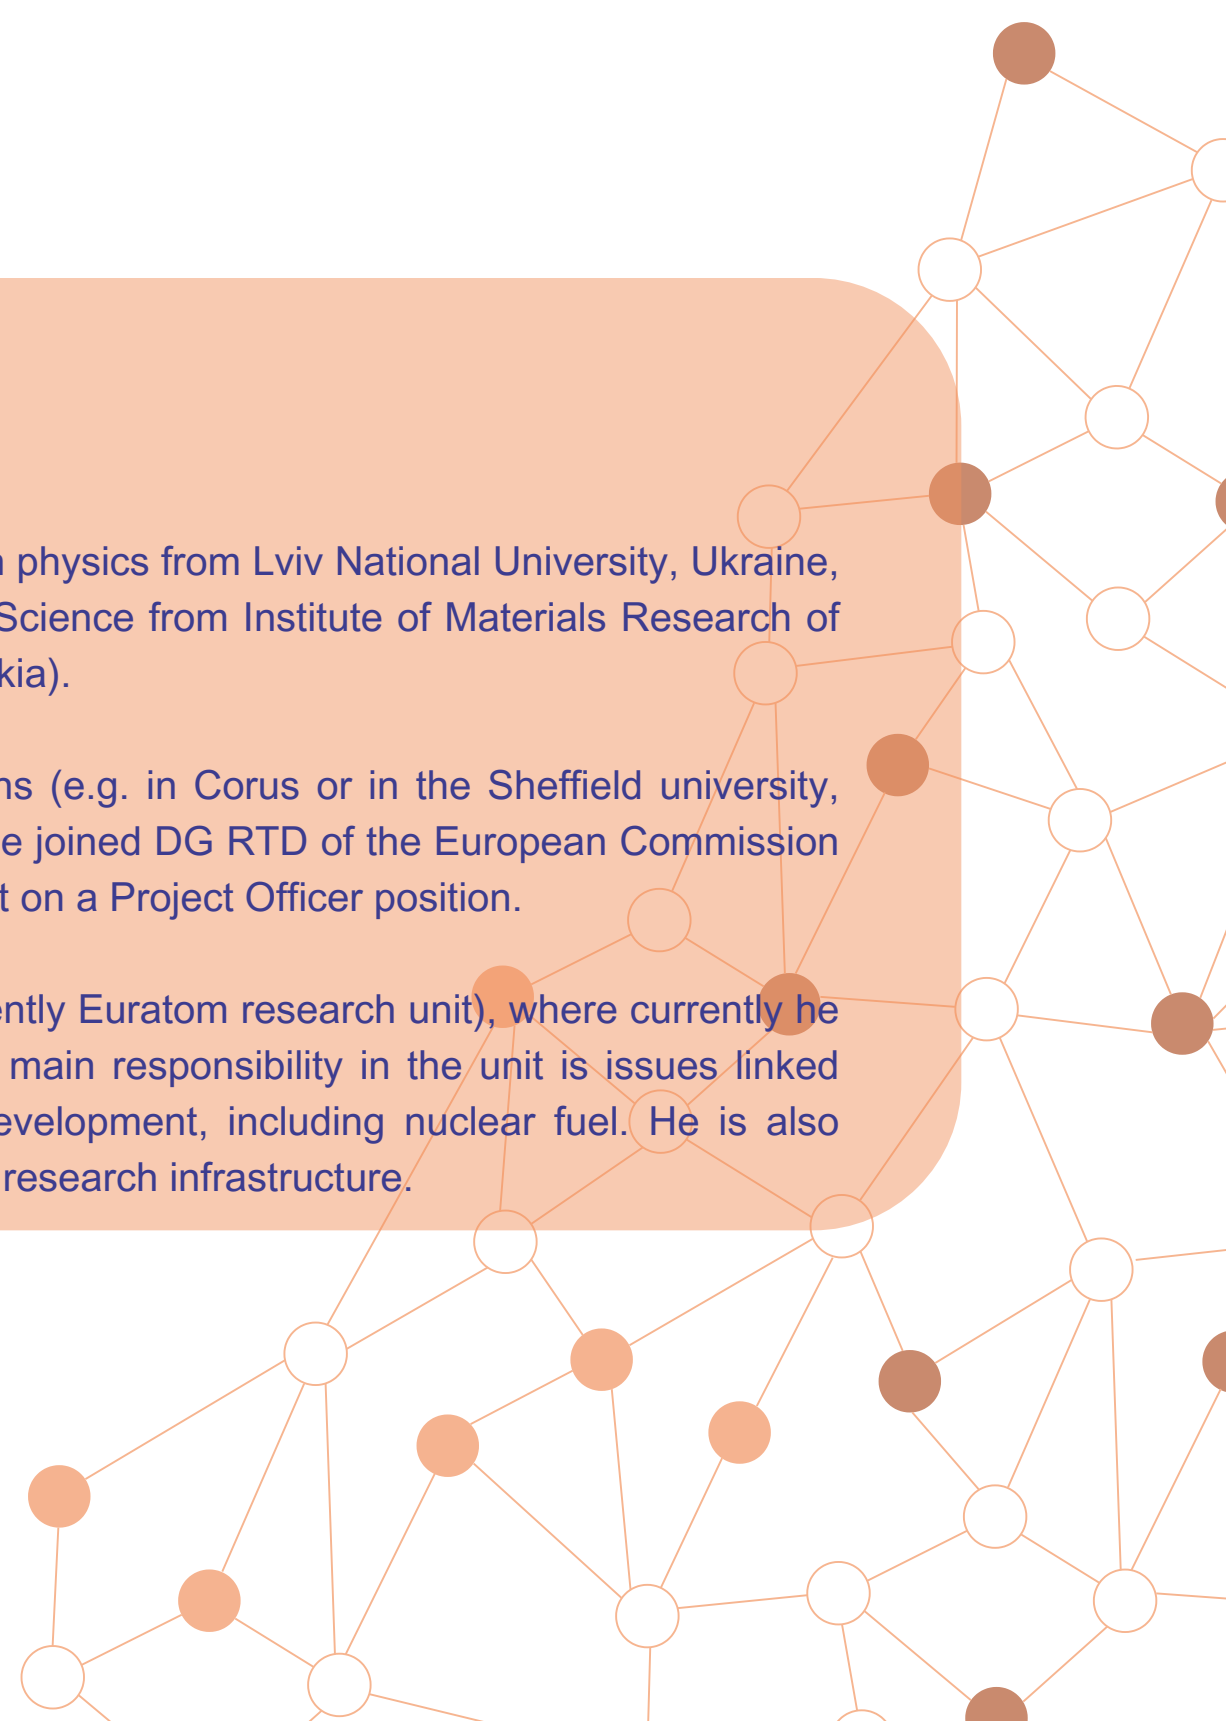 physics from Lviv National University, Ukraine,
Science from Institute of Materials Research of
kia).
ns (e.g. in Corus or in the Sheffield university,
e joined DG RTD of the European Commission
t on a Project Officer position.
ently Euratom research unit), where currently he
main responsibility in the unit is issues linked
evelopment, including nuclear fuel. He is also
research infrastructure.